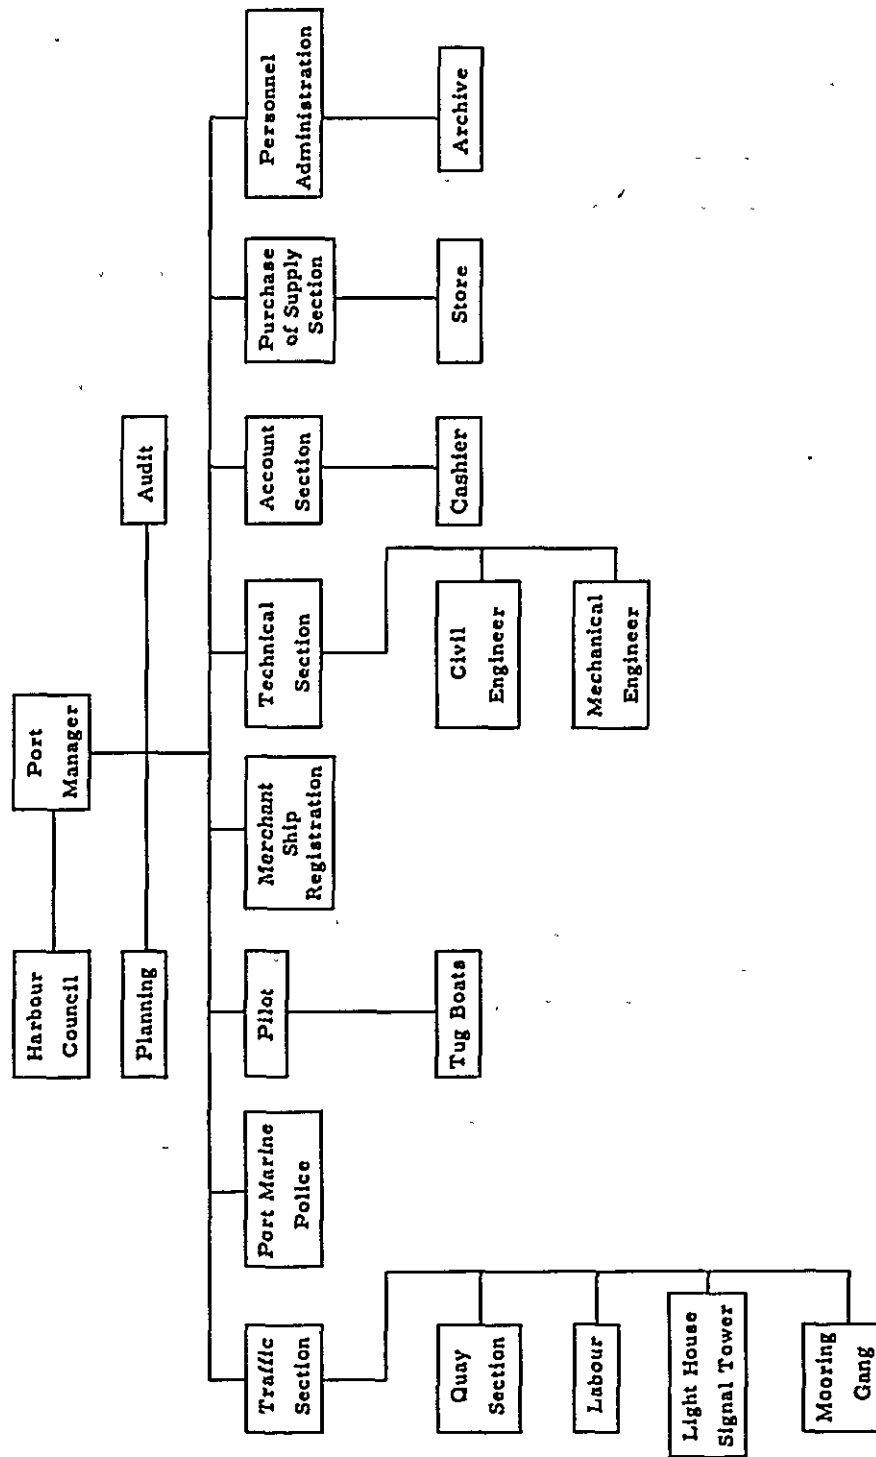 Harbour
Council
Port
Manager
Planning
Audit
Traffic
Section
Port Marine
Police
Pilot
Merchant
Ship
Registration
Technical
Section
Account
Section
Purchase
of Supply
Section
Personnel
Administration
Quay
Section
Tug Boats
Civil
Engineer
Cashier
Store
Archive
Labour
Mechanical
Engineer
Light House
Signal Tower
Mooring
Gang